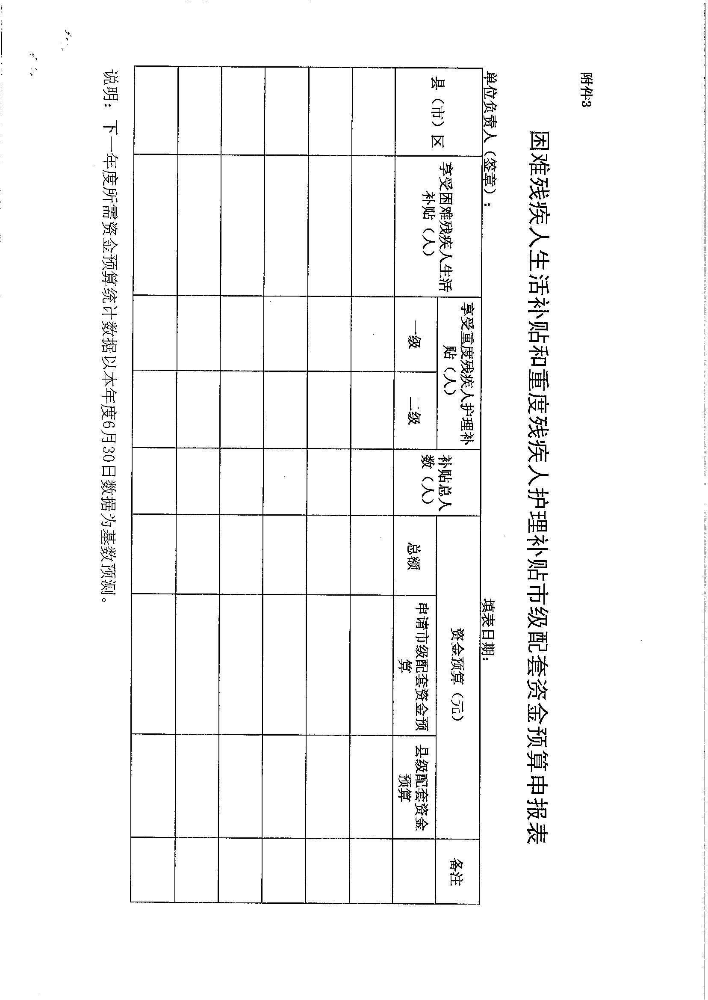 附件3
困难残疾人生活补贴和重度残疾人护理补贴市级配套资金预算申报表
单位负责人（签章）：
填表日期：
县（市）区
享受困难残疾人生活
补贴（人）
享受重度残疾人护理补
贴（人）
一级
二级
补贴总人
数（人）
资金预算（元）
总额
申请市级配套资金预
算
县级配套资金
预算
备注
说明：下一年度所需资金预算统计数据以本年度6月30日数据为基数预测。